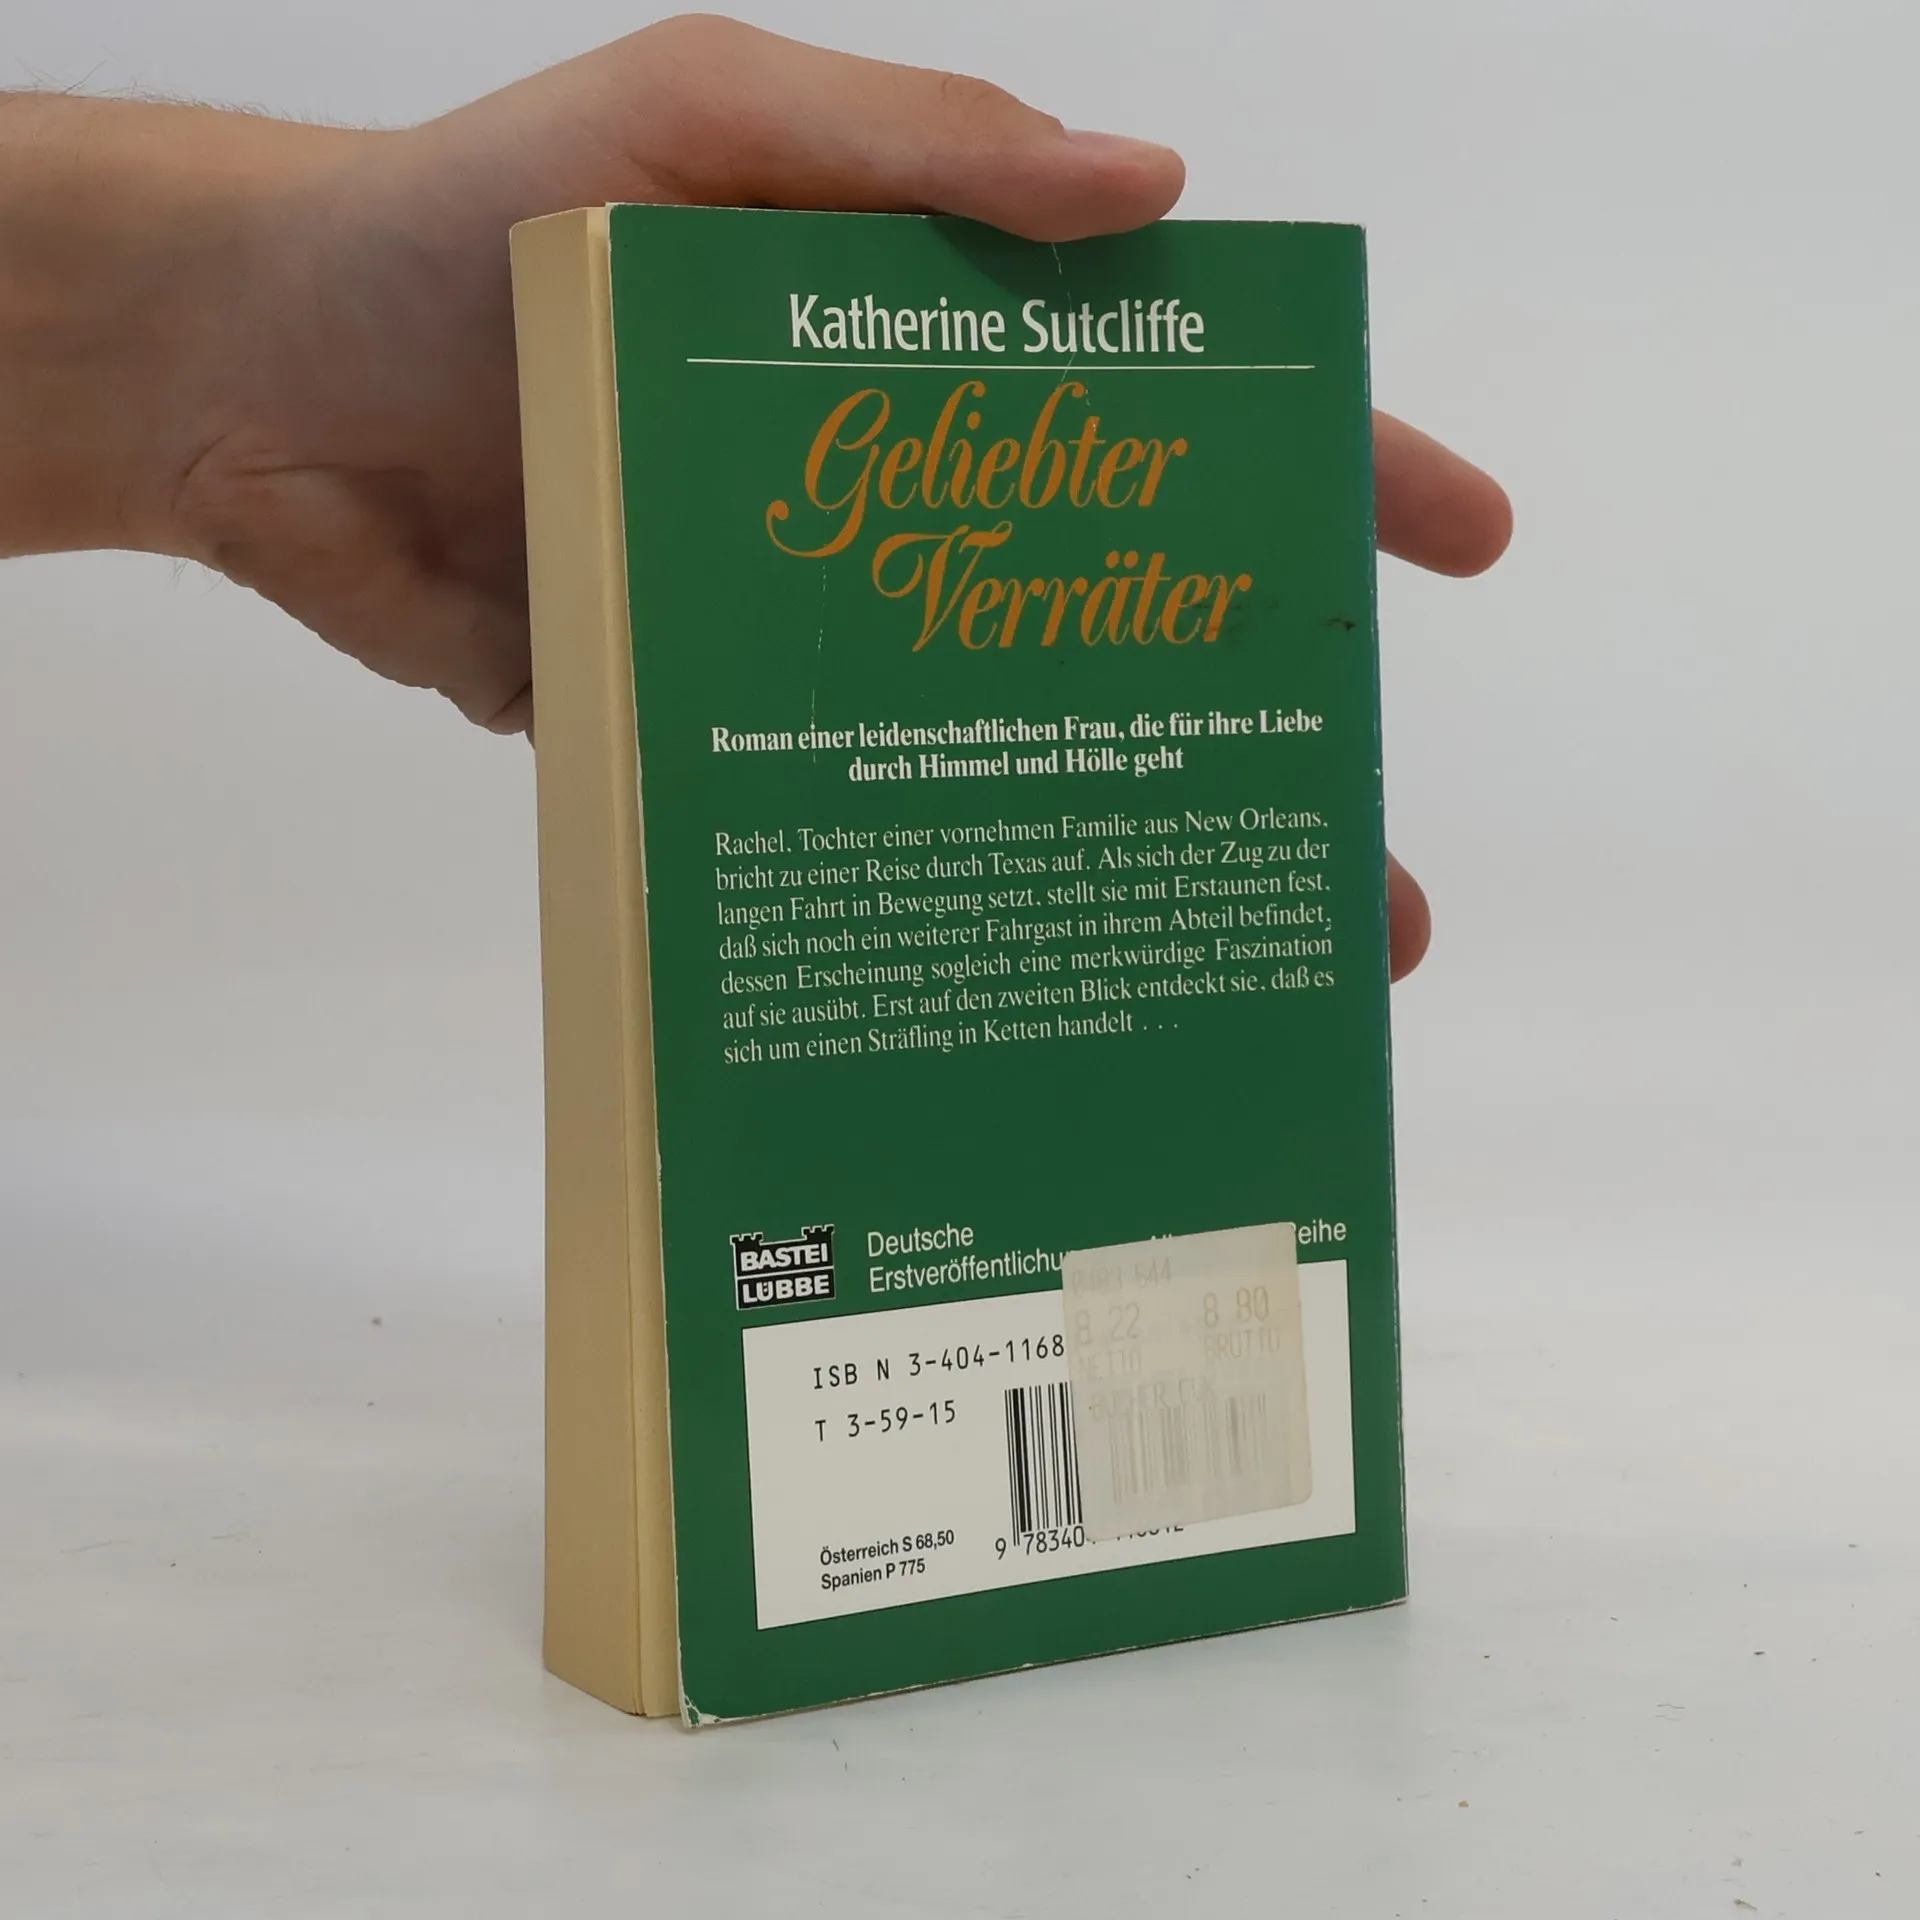 Katherine Sutcliffe
Geliebter
Verräter
Roman einer leidenschaftlichen Frau, die für ihre Liebe
durch Himmel und Hölle geht
Rachel, Tochter einer vornehmen Familie aus New Orleans,
bricht zu einer Reise durch Texas auf. Als sich der Zug zu der
langen Fahrt in Bewegung setzt, stellt sie mit Erstaunen fest,
daß sich noch ein weiterer Fahrgast in ihrem Abteil befindet,
dessen Erscheinung sogleich eine merkwürdige Faszination
auf sie ausübt. Erst auf den zweiten Blick entdeckt sie, daß es
sich um einen Sträfling in Ketten handelt . . .
BASTEI
LÜBBE
Deutsche
Erstveröffentlichu
eihe
8 22 8 80
NETTO BRUTTO
ISBN 3-404-1168
T 3-59-15
Österreich S 68,50
Spanien P 775
9 78340